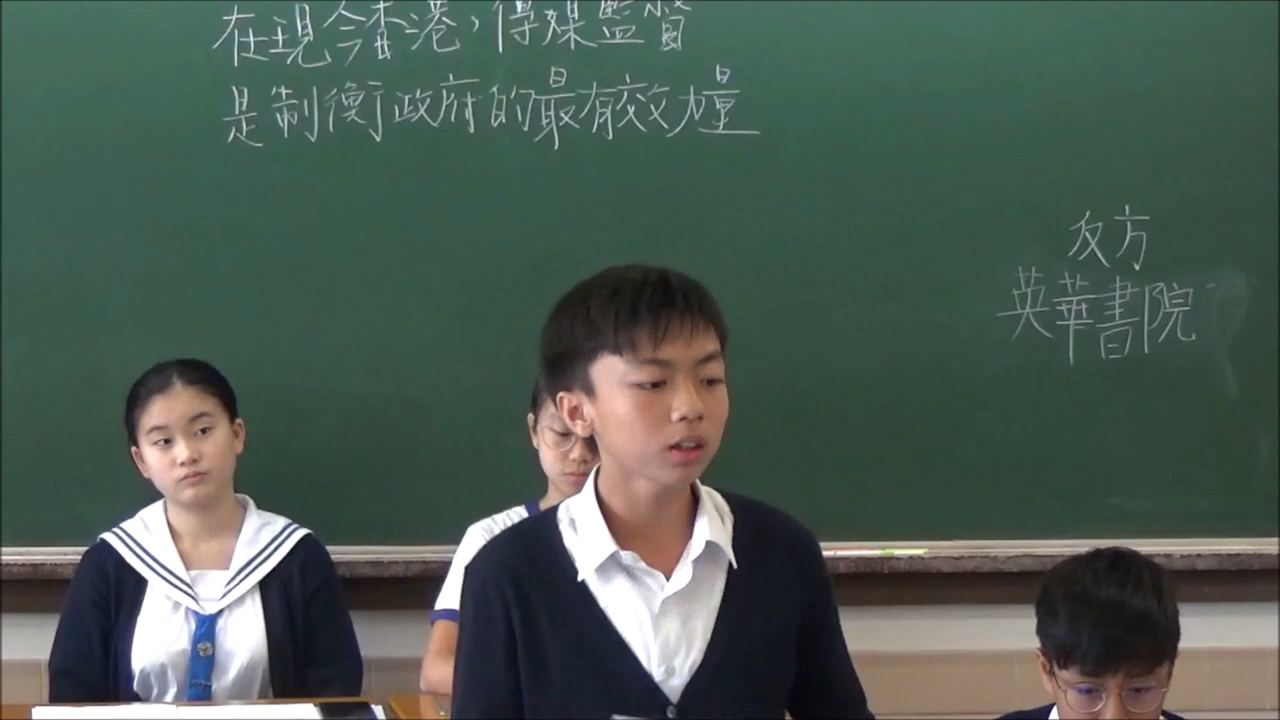 在現今香港，傳媒監督
是制衡政府的最有效力量
反方
英華書院